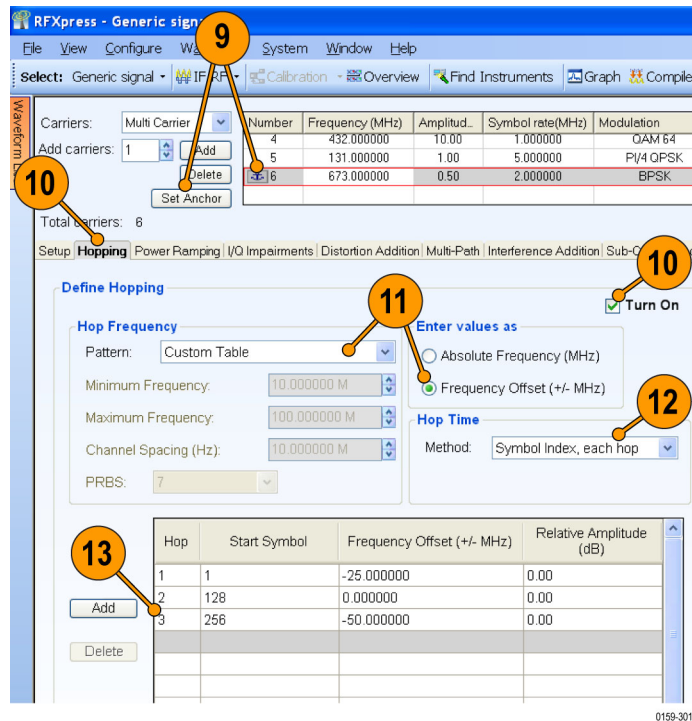 RFXpress - Generic sign
File View Configure W System Window Help
Select: Generic signal IF/RF Calibration Overview Find Instruments Graph Compile
Waveform
Carriers: Multi Carrier
Add carriers: 1 Add
Delete
Set Anchor
Total carriers: 6
Number Frequency (MHz) Amplitud... Symbol rate(MHz) Modulation
4 432.000000 10.00 1.000000 QAM 64
5 131.000000 1.00 5.000000 PI/4 QPSK
6 673.000000 0.50 2.000000 BPSK
9
10
Setup Hopping Power Ramping I/Q Impairments Distortion Addition Multi-Path Interference Addition Sub-C
10
Define Hopping
Turn On
11
Hop Frequency
Pattern: Custom Table
Minimum Frequency: 10.000000 M
Maximum Frequency: 100.000000 M
Channel Spacing (Hz): 10.000000 M
PRBS: 7
Enter values as
Absolute Frequency (MHz)
Frequency Offset (+/- MHz)
12
Hop Time
Method: Symbol Index, each hop
13
Add
Delete
Hop Start Symbol Frequency Offset (+/- MHz) Relative Amplitude (dB)
1 1 -25.000000 0.00
2 128 0.000000 0.00
3 256 -50.000000 0.00
0159-301